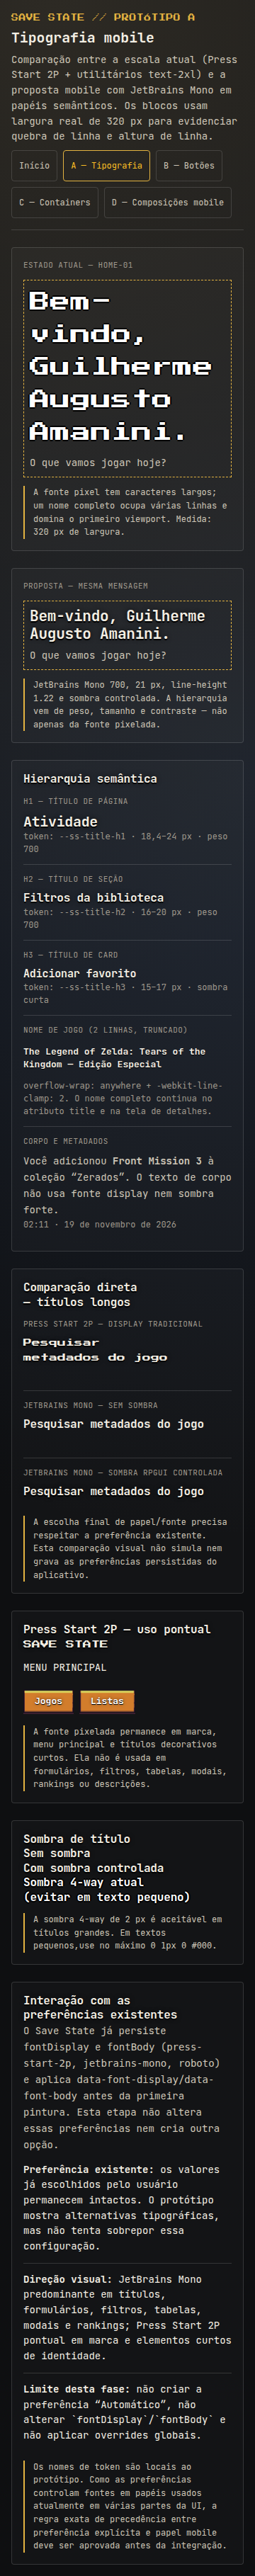 SAVE STATE // PROTÓTIPO A
Tipografia mobile
Comparação entre a escala atual (Press
Start 2P + utilitários text-2xl) e a
proposta mobile com JetBrains Mono em
papéis semânticos. Os blocos usam
largura real de 320 px para evidenciar
quebra de linha e altura de linha.
Início
A — Tipografia
B — Botões
C — Containers
D — Composições mobile
ESTADO ATUAL — HOME-01
Bem-
vindo,
Guilherme
Augusto
Amanini.
O que vamos jogar hoje?
A fonte pixel tem caracteres largos;
um nome completo ocupa várias linhas e
domina o primeiro viewport. Medida:
320 px de largura.
PROPOSTA — MESMA MENSAGEM
Bem-vindo, Guilherme
Augusto Amanini.
O que vamos jogar hoje?
JetBrains Mono 700, 21 px, line-height
1.22 e sombra controlada. A hierarquia
vem de peso, tamanho e contraste — não
apenas da fonte pixelada.
Hierarquia semântica
H1 — TÍTULO DE PÁGINA
Atividade
token: --ss-title-h1 · 18,4–24 px · peso
700
H2 — TÍTULO DE SEÇÃO
Filtros da biblioteca
token: --ss-title-h2 · 16–20 px · peso
700
H3 — TÍTULO DE CARD
Adicionar favorito
token: --ss-title-h3 · 15–17 px · sombra
curta
NOME DE JOGO (2 LINHAS, TRUNCADO)
The Legend of Zelda: Tears of the
Kingdom — Edição Especial
overflow-wrap: anywhere + -webkit-line-
clamp: 2. O nome completo continua no
atributo title e na tela de detalhes.
CORPO E METADADOS
Você adicionou Front Mission 3 à
coleção “Zerados”. O texto de corpo
não usa fonte display nem sombra
forte.
02:11 · 19 de novembro de 2026
Comparação direta
— títulos longos
PRESS START 2P — DISPLAY TRADICIONAL
Pesquisar
metadados do jogo
JETBRAINS MONO — SEM SOMBRA
Pesquisar metadados do jogo
JETBRAINS MONO — SOMBRA RPGUI CONTROLADA
Pesquisar metadados do jogo
A escolha final de papel/fonte precisa
respeitar a preferência existente.
Esta comparação visual não simula nem
grava as preferências persistidas do
aplicativo.
Press Start 2P — uso pontual
SAVE STATE
MENU PRINCIPAL
Jogos
Listas
A fonte pixelada permanece em marca,
menu principal e títulos decorativos
curtos. Ela não é usada em
formulários, filtros, tabelas, modais,
rankings ou descrições.
Sombra de título
Sem sombra
Com sombra controlada
Sombra 4-way atual
(evitar em texto pequeno)
A sombra 4-way de 2 px é aceitável em
títulos grandes. Em textos
pequenos,use no máximo 0 1px 0 #000.
Interação com as
preferências existentes
O Save State já persiste
fontDisplay e fontBody (press-
start-2p, jetbrains-mono, roboto)
e aplica data-font-display/data-
font-body antes da primeira
pintura. Esta etapa não altera
essas preferências nem cria outra
opção.
Preferência existente: os valores
já escolhidos pelo usuário
permanecem intactos. O protótipo
mostra alternativas tipográficas,
mas não tenta sobrepor essa
configuração.
Direção visual: JetBrains Mono
predominante em títulos,
formulários, filtros, tabelas,
modais e rankings; Press Start 2P
pontual em marca e elementos curtos
de identidade.
Limite desta fase: não criar a
preferência “Automático”, não
alterar `fontDisplay`/`fontBody` e
não aplicar overrides globais.
Os nomes de token são locais ao
protótipo. Como as preferências
controlam fontes em papéis usados
atualmente em várias partes da UI, a
regra exata de precedência entre
preferência explícita e papel mobile
deve ser aprovada antes da integração.